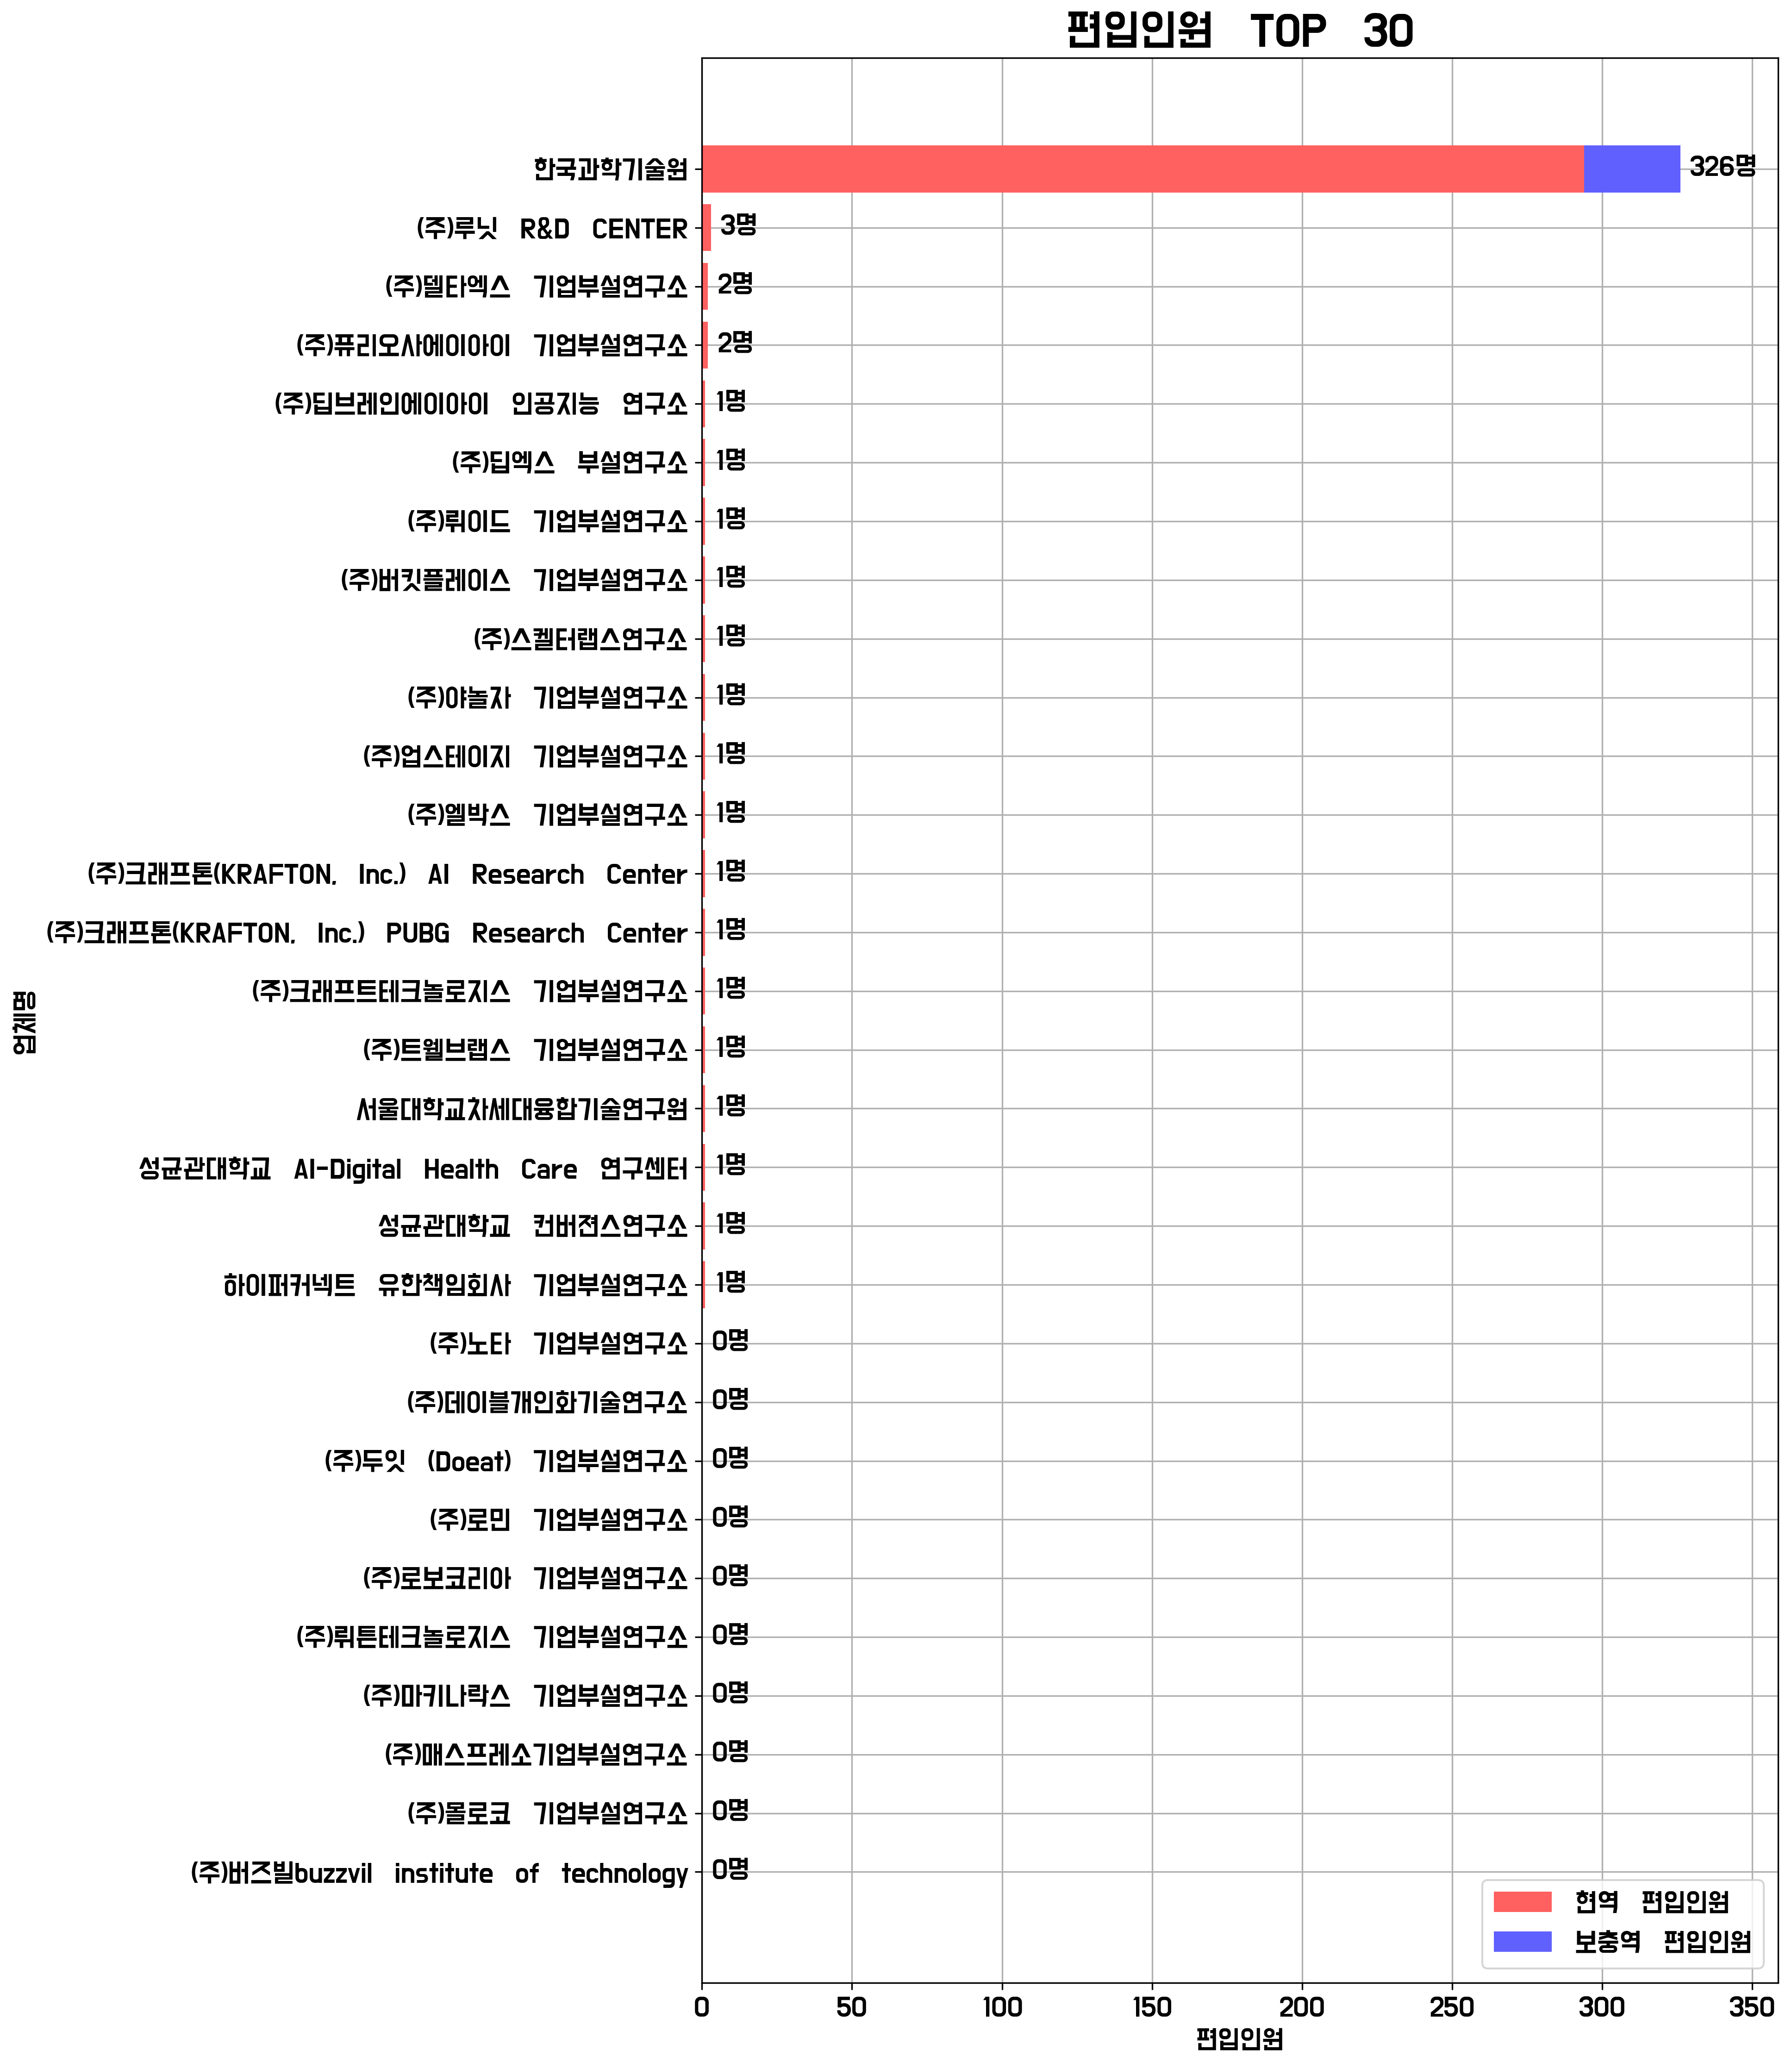 편입인원 TOP 30
한국과학기술원 326명
(주)루닛 R&D CENTER 3명
(주)델타엑스 기업부설연구소 2명
(주)퓨리오사에이아이 기업부설연구소 2명
(주)딥브레인에이아이 인공지능 연구소 1명
(주)딥엑스 부설연구소 1명
(주)뤼이드 기업부설연구소 1명
(주)버킷플레이스 기업부설연구소 1명
(주)스켈터랩스연구소 1명
(주)야놀자 기업부설연구소 1명
(주)업스테이지 기업부설연구소 1명
(주)엘박스 기업부설연구소 1명
(주)크래프톤(KRAFTON, Inc.) AI Research Center 1명
(주)크래프톤(KRAFTON, Inc.) PUBG Research Center 1명
(주)크래프트테크놀로지스 기업부설연구소 1명
(주)트웰브랩스 기업부설연구소 1명
서울대학교차세대융합기술연구원 1명
성균관대학교 AI-Digital Health Care 연구센터 1명
성균관대학교 컨버젼스연구소 1명
하이퍼커넥트 유한책임회사 기업부설연구소 1명
(주)노타 기업부설연구소 0명
(주)데이블개인화기술연구소 0명
(주)두잇 (Doeat) 기업부설연구소 0명
(주)로민 기업부설연구소 0명
(주)로보코리아 기업부설연구소 0명
(주)뤼튼테크놀로지스 기업부설연구소 0명
(주)마키나락스 기업부설연구소 0명
(주)매스프레소기업부설연구소 0명
(주)몰로코 기업부설연구소 0명
(주)버즈빌buzzvil institute of technology 0명
업체명
현역 편입인원
보충역 편입인원
0 50 100 150 200 250 300 350
편입인원